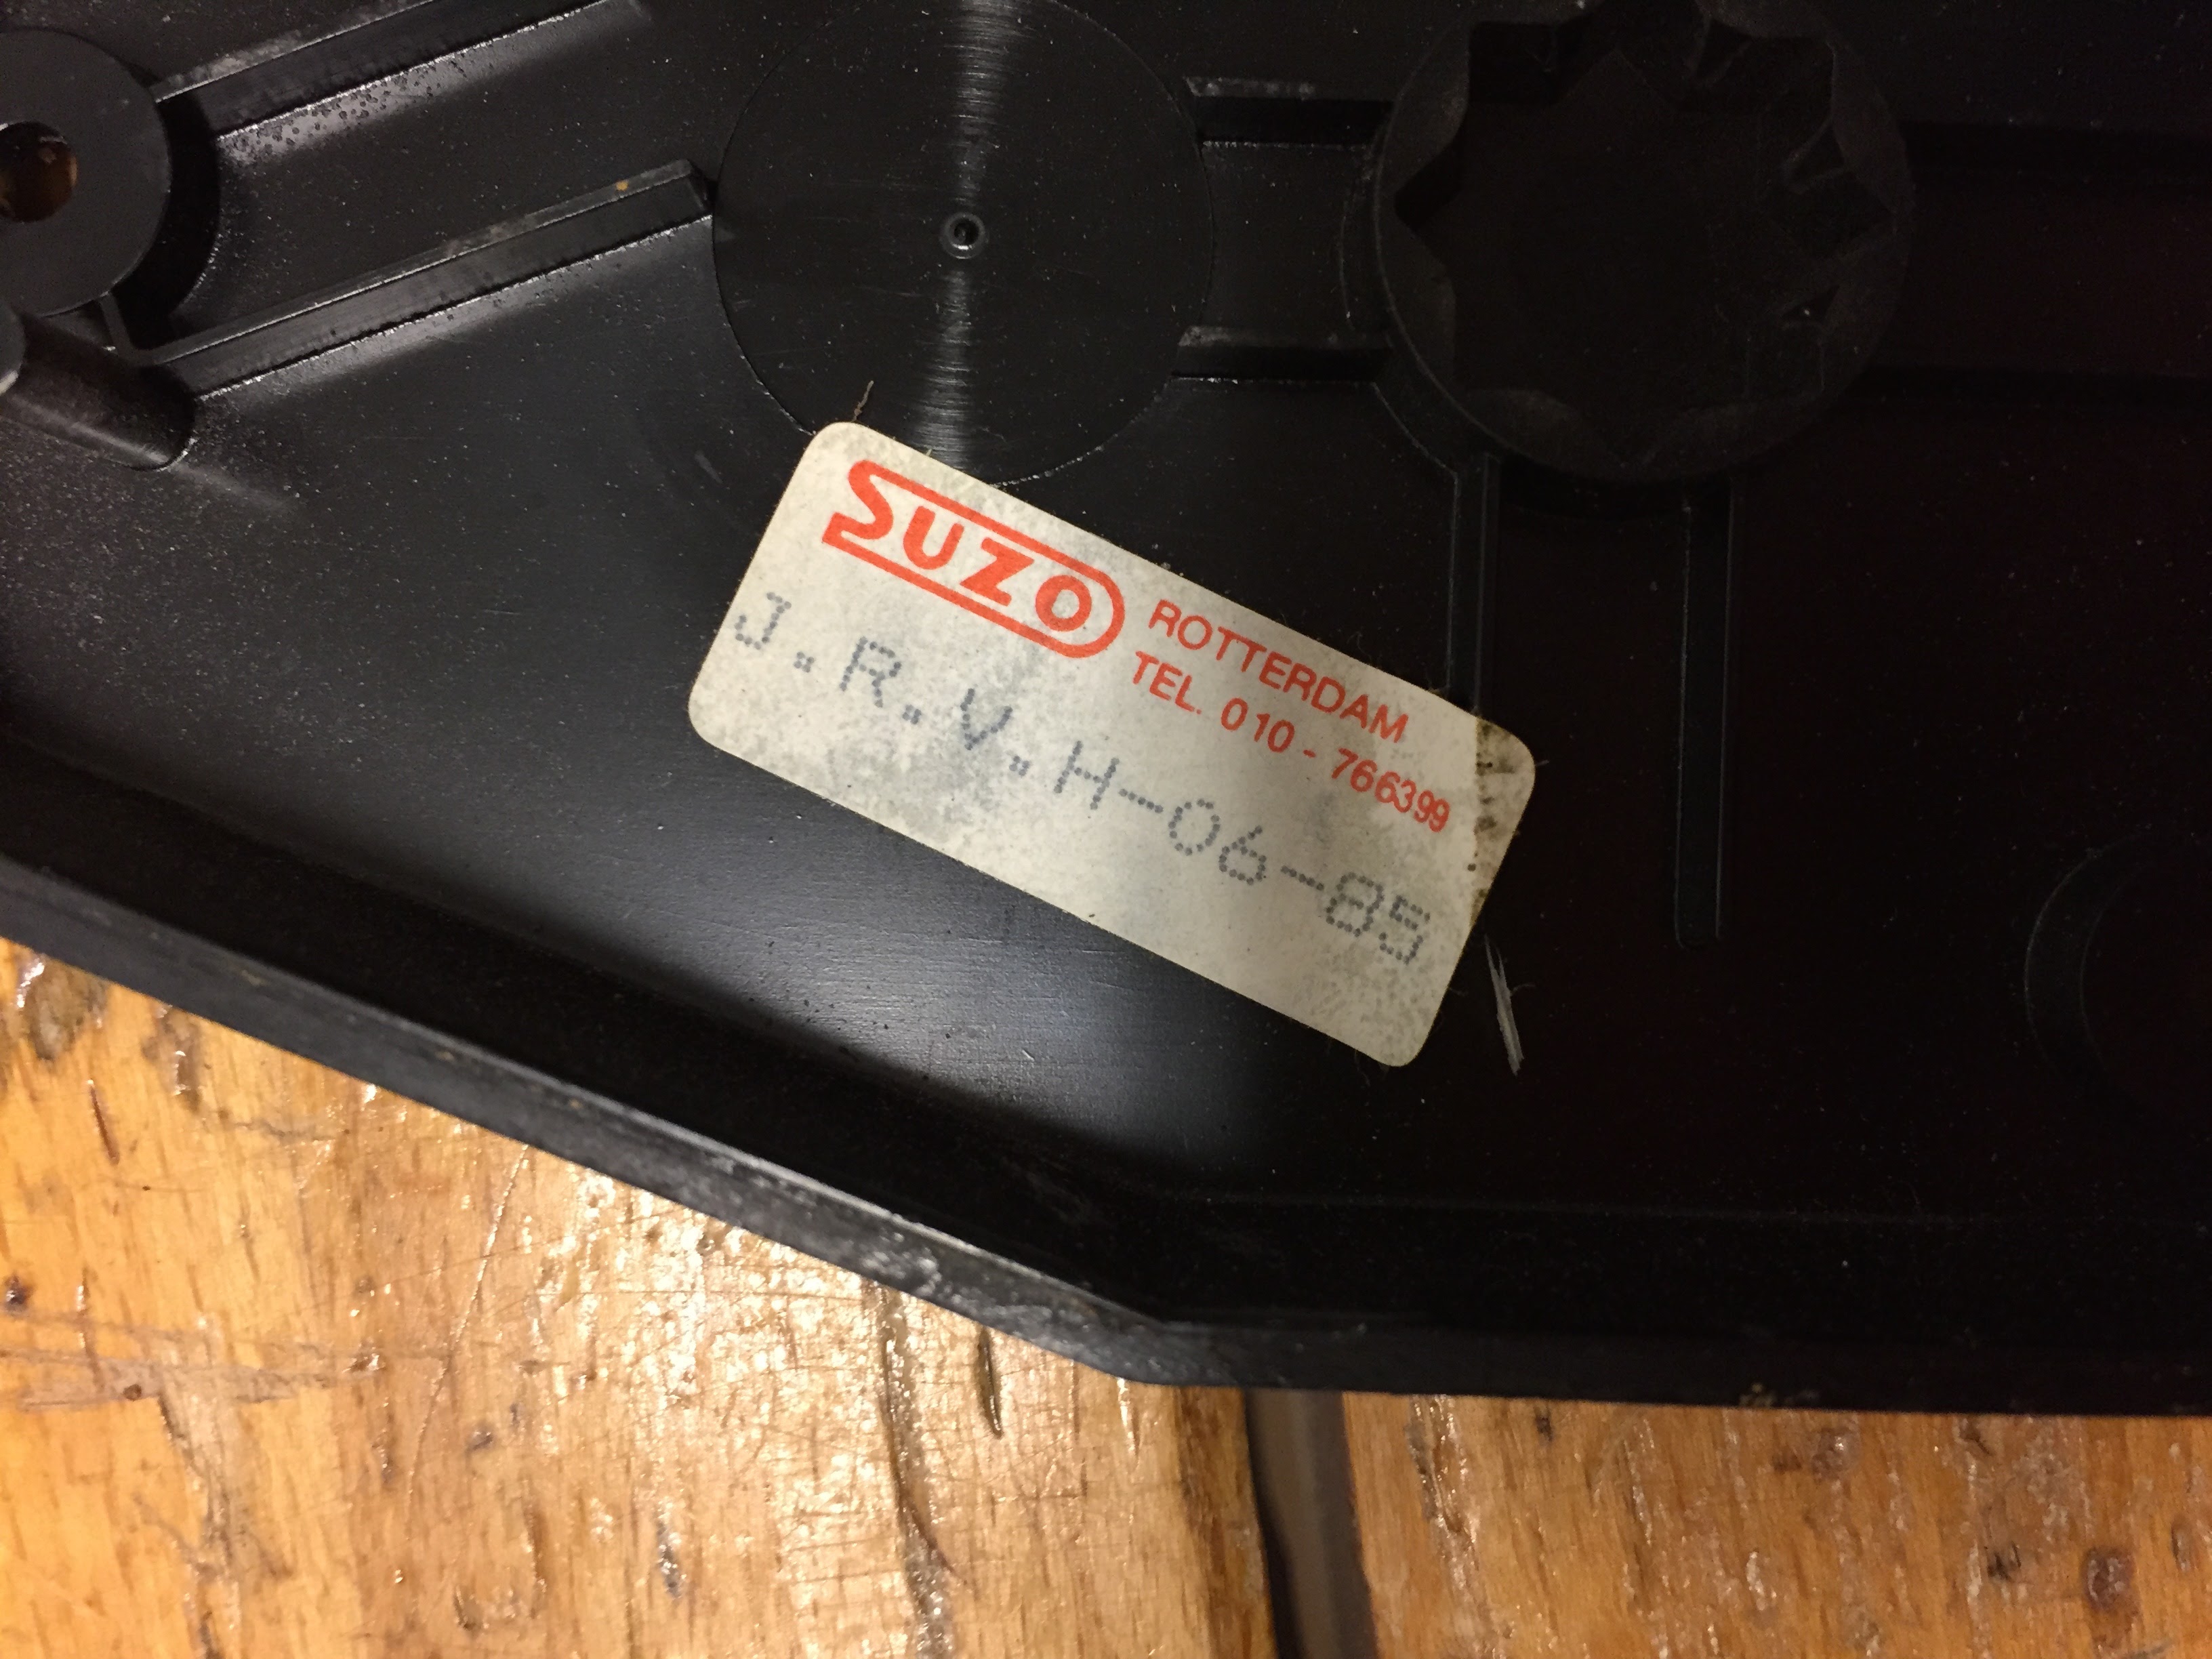 SUZO
ROTTERDAM
TEL. 010 - 766399
J.R.V.H-06-85